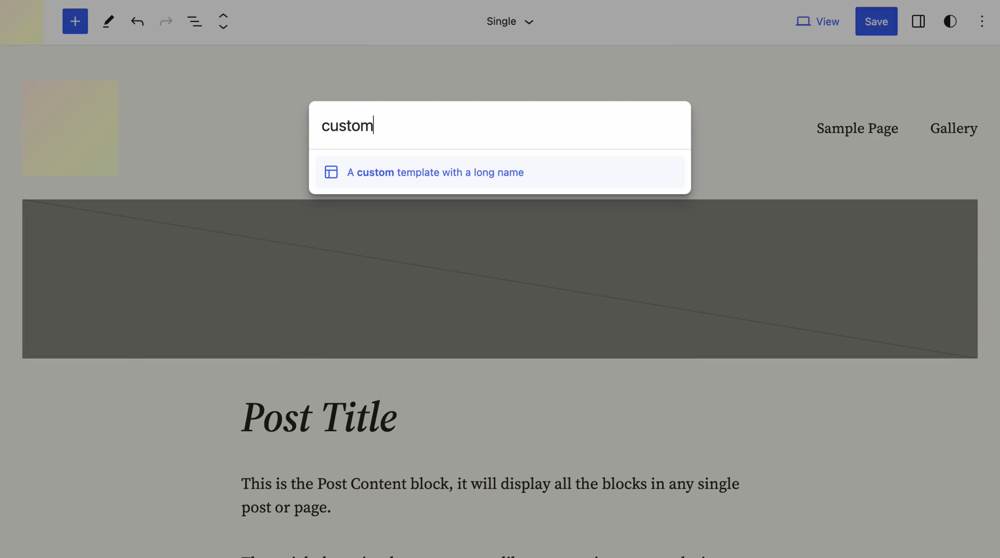 Single
View
Save
custom
A custom template with a long name
Sample Page
Gallery
Post Title
This is the Post Content block, it will display all the blocks in any single
post or page.